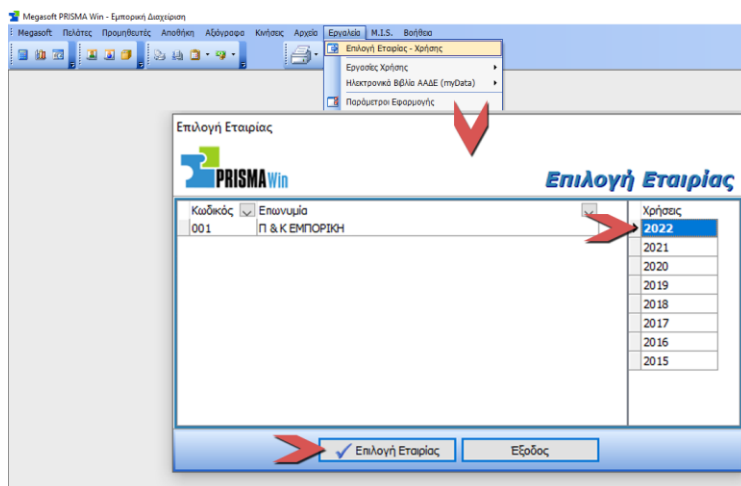 Megasoft PRISMA Win - Εμπορική Διαχείριση
Megasoft Πελάτες Προμηθευτές Αποθήκη Αξιόγραφα Κινήσεις Αρχεία Εργαλεία M.I.S. Βοήθεια
Επιλογή Εταιρίας - Χρήσης
Εργασίες Χρήσης
Ηλεκτρονικά Βιβλία ΑΑΔΕ (myData)
Παράμετροι Εφαρμογής
Επιλογή Εταιρίας
PRISMA Win
Επιλογή Εταιρίας
Κωδικός Επωνυμία Χρήσεις
001 Π & Κ ΕΜΠΟΡΙΚΗ 2022
2021
2020
2019
2018
2017
2016
2015
Επιλογή Εταιρίας Έξοδος